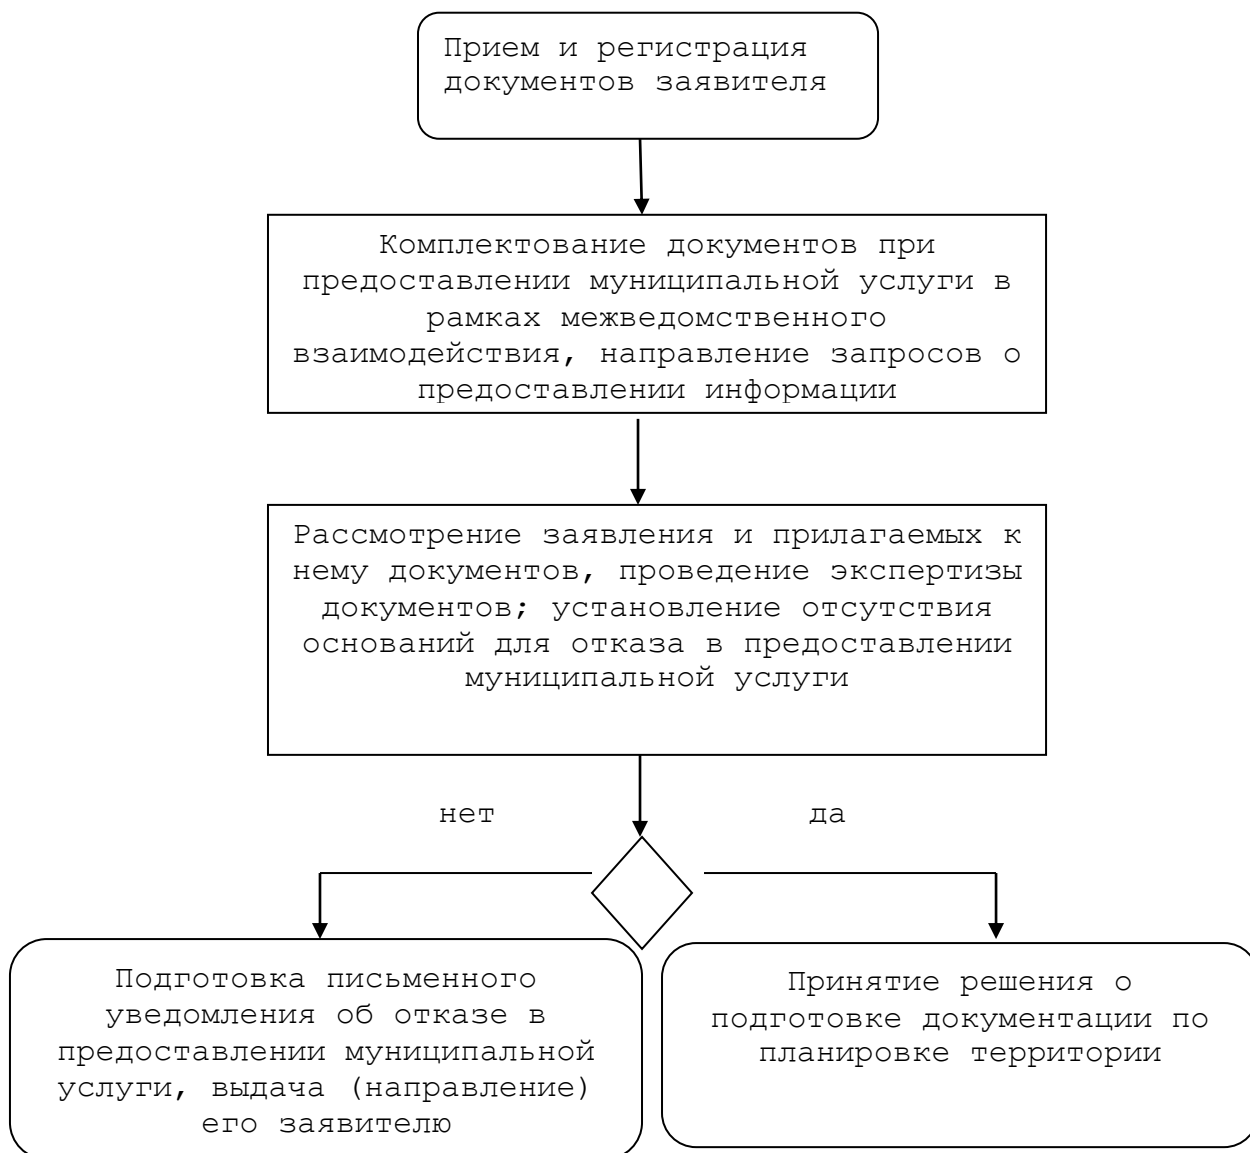 Прием и регистрация
документов заявителя
Комплектование документов при
предоставлении муниципальной услуги в
рамках межведомственного
взаимодействия, направление запросов о
предоставлении информации
Рассмотрение заявления и прилагаемых к
нему документов, проведение экспертизы
документов; установление отсутствия
оснований для отказа в предоставлении
муниципальной услуги
нет
да
Подготовка письменного
уведомления об отказе в
предоставлении муниципальной
услуги, выдача (направление)
его заявителю
Принятие решения о
подготовке документации по
планировке территории